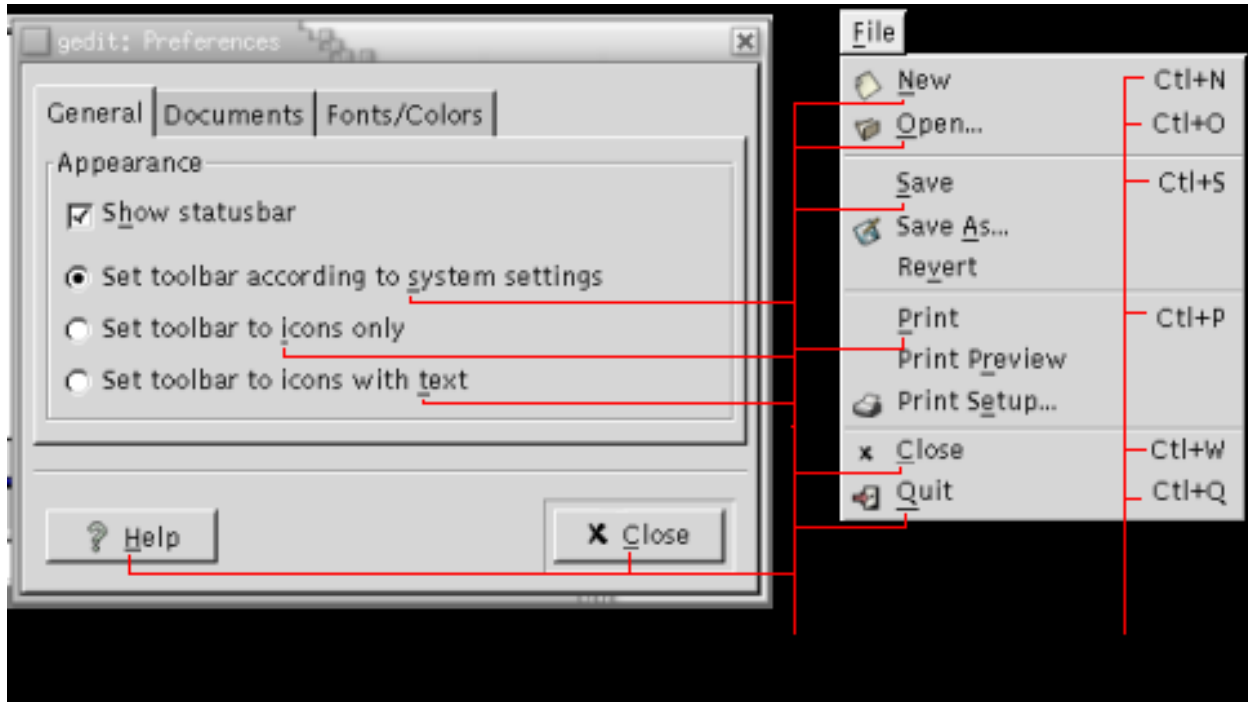 gedit: Preferences
General Documents Fonts/Colors
Appearance
Show statusbar
Set toolbar according to system settings
Set toolbar to icons only
Set toolbar to icons with text
Help
Close
File
New Ctl+N
Open... Ctl+O
Save Ctl+S
Save As...
Revert
Print Ctl+P
Print Preview
Print Setup...
Close Ctl+W
Quit Ctl+Q